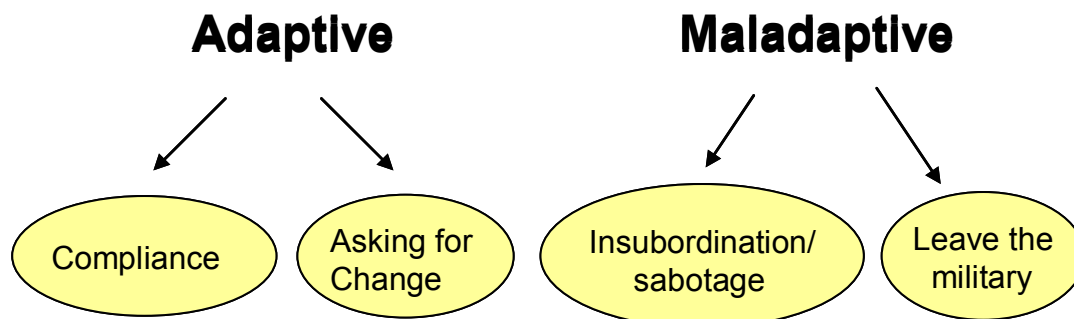 Adaptive
Maladaptive
Compliance
Asking for
Change
Insubordination/
sabotage
Leave the
military